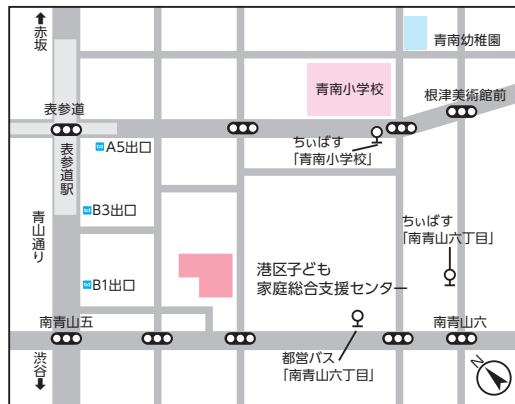 赤坂
青南幼稚園
青南小学校
根津美術館前
表参道
ちぃばす
「青南小学校」
A5出口
表参道駅
B3出口
青山通り
ちぃばす
「南青山六丁目」
港区子ども
家庭総合支援センター
B1出口
南青山五
南青山六
都営バス
「南青山六丁目」
渋谷
N